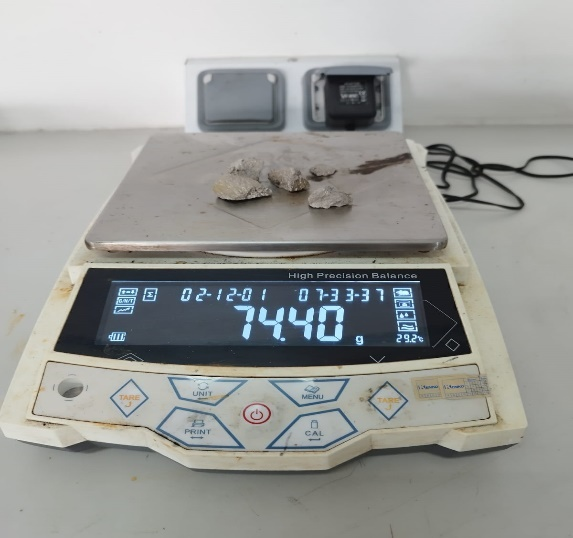 High Precision Balance
02-12-01 07-33-37
74.40 g
29.2℃
TARE
UNIT
MENU
TARE
PRINT
CAL